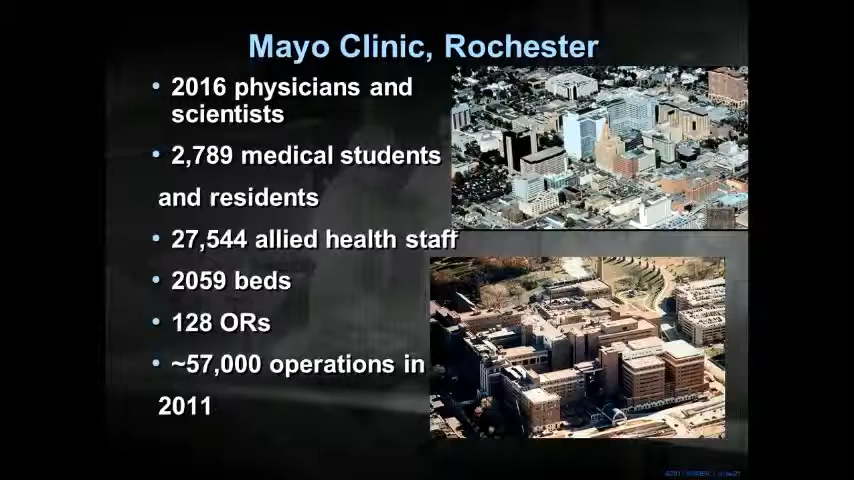 Mayo Clinic, Rochester
• 2016 physicians and
scientists
• 2,789 medical students
and residents
• 27,544 allied health staff
• 2059 beds
• 128 ORs
• ~57,000 operations in
2011